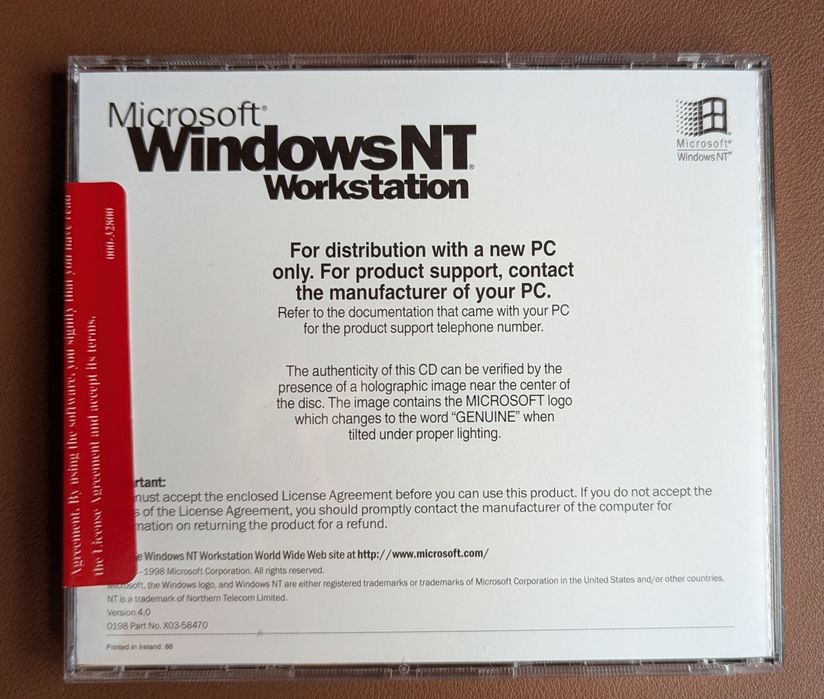 Microsoft®
Windows NT®
Workstation
Microsoft®
Windows NT®
For distribution with a new PC
only. For product support, contact
the manufacturer of your PC.
Refer to the documentation that came with your PC
for the product support telephone number.
The authenticity of this CD can be verified by the
presence of a holographic image near the center of
the disc. The image contains the MICROSOFT logo
which changes to the word “GENUINE” when
tilted under proper lighting.
rtant:
must accept the enclosed License Agreement before you can use this product. If you do not accept the
s of the License Agreement, you should promptly contact the manufacturer of the computer for
mation on returning the product for a refund.
e Windows NT Workstation World Wide Web site at http://www.microsoft.com/
–1998 Microsoft Corporation. All rights reserved.
Microsoft, the Windows logo, and Windows NT are either registered trademarks or trademarks of Microsoft Corporation in the United States and/or other countries.
NT is a trademark of Northern Telecom Limited.
Version 4.0
0198 Part No. X03-58470
Printed in Ireland: 86
Agreement. By using the software, you signify that you have read
the License Agreement and accept its terms.
000-32800